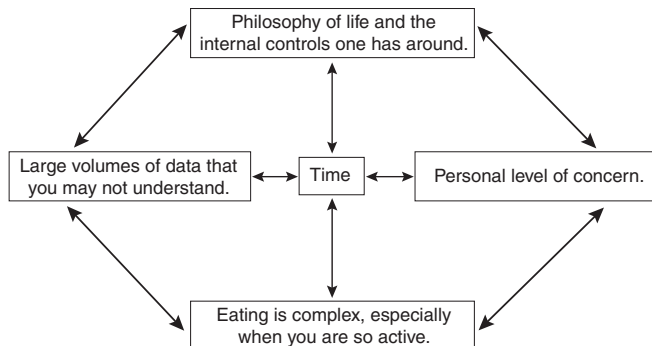 Philosophy of life and the
internal controls one has around.
Large volumes of data that
you may not understand.
Time
Personal level of concern.
Eating is complex, especially
when you are so active.